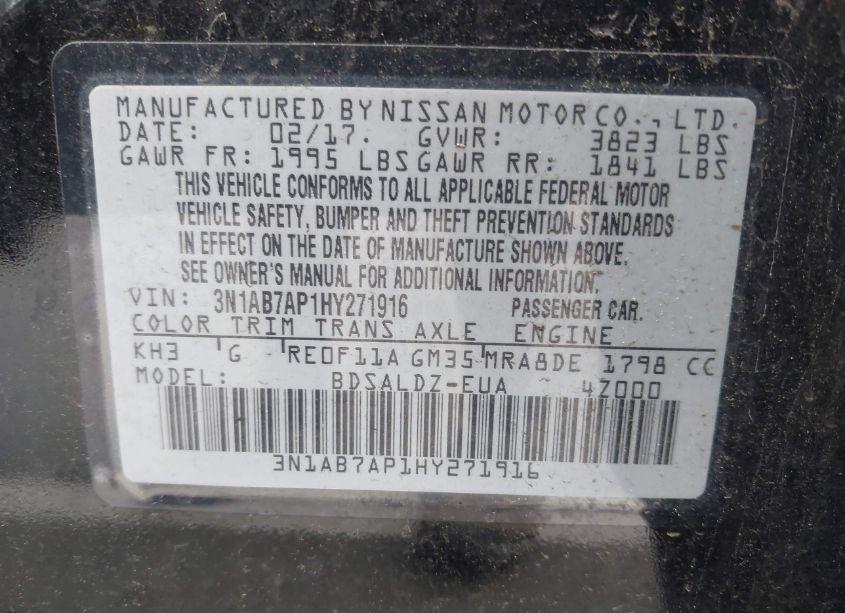 MANUFACTURED BY NISSAN MOTOR CO., LTD.
DATE: 02/17. GVWR: 3823 LBS
GAWR FR: 1995 LBS GAWR RR: 1841 LBS
THIS VEHICLE CONFORMS TO ALL APPLICABLE FEDERAL MOTOR
VEHICLE SAFETY, BUMPER AND THEFT PREVENTION STANDARDS
IN EFFECT ON THE DATE OF MANUFACTURE SHOWN ABOVE.
SEE OWNER'S MANUAL FOR ADDITIONAL INFORMATION.
VIN: 3N1AB7AP1HY271916 PASSENGER CAR.
COLOR TRIM TRANS AXLE ENGINE
KH3 G RE0F11A GM35 MRA8DE 1798 CC
MODEL: BDSALDZ-EUA 4Z000
3N1AB7AP1HY271916